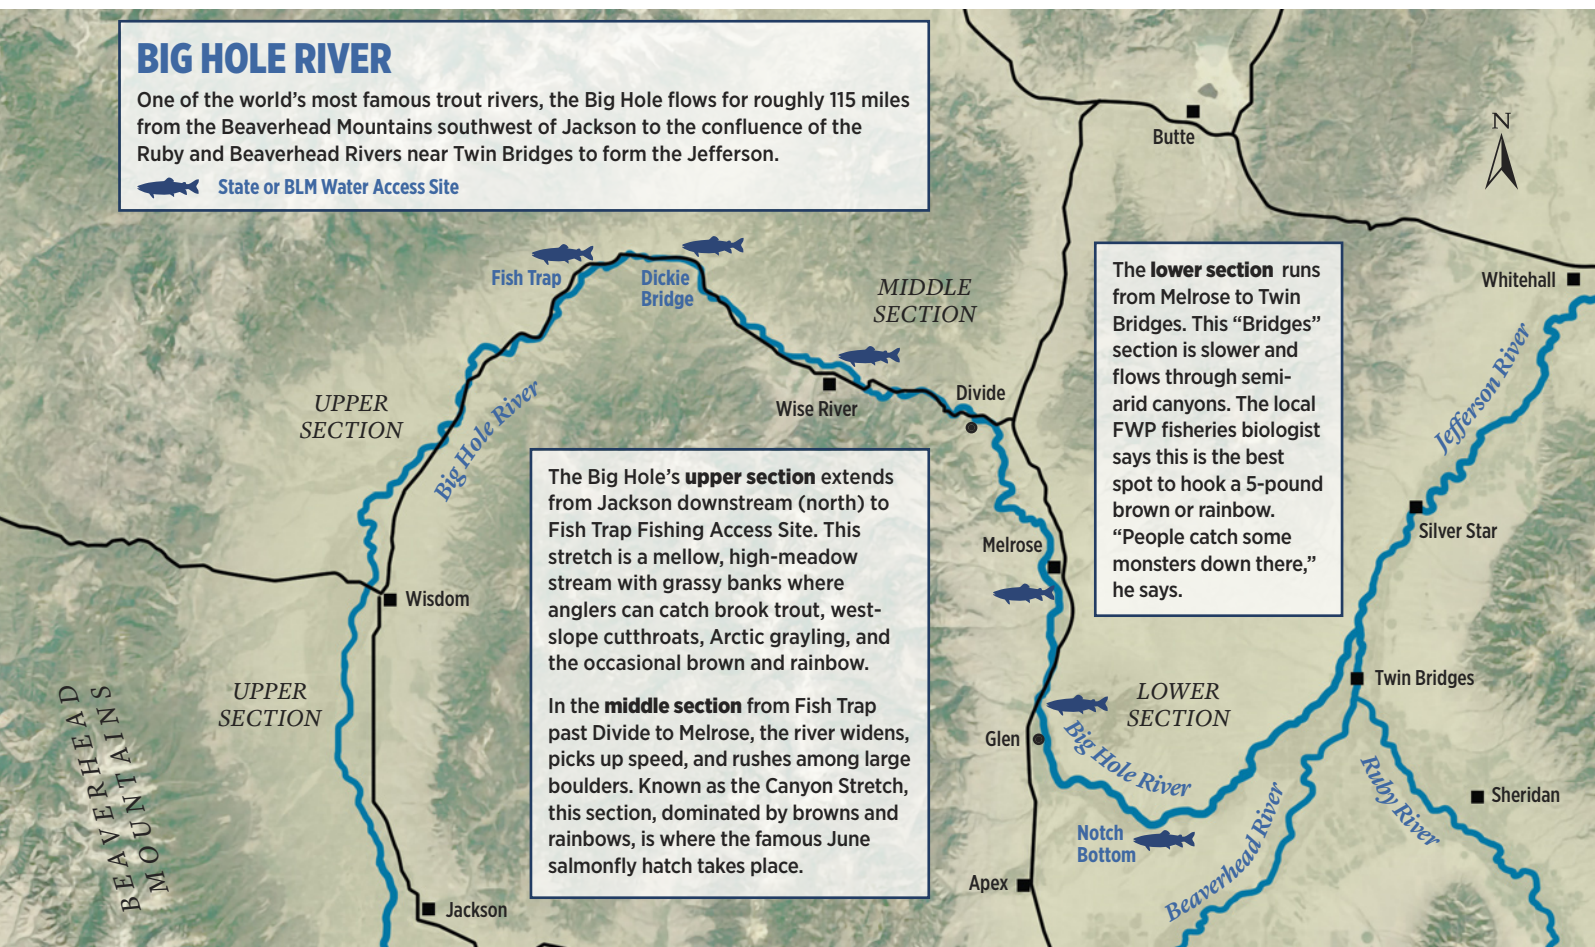 BIG HOLE RIVER
One of the world's most famous trout rivers, the Big Hole flows for roughly 115 miles
from the Beaverhead Mountains southwest of Jackson to the confluence of the
Ruby and Beaverhead Rivers near Twin Bridges to form the Jefferson.
State or BLM Water Access Site
Butte
N
Fish Trap
Dickie
Bridge
MIDDLE
SECTION
Whitehall
The lower section runs
from Melrose to Twin
Bridges. This “Bridges”
section is slower and
flows through semi-
arid canyons. The local
FWP fisheries biologist
says this is the best
spot to hook a 5-pound
brown or rainbow.
“People catch some
monsters down there,”
he says.
Jefferson River
UPPER
SECTION
Big Hole River
Wise River
Divide
The Big Hole's upper section extends
from Jackson downstream (north) to
Fish Trap Fishing Access Site. This
stretch is a mellow, high-meadow
stream with grassy banks where
anglers can catch brook trout, west-
slope cutthroats, Arctic grayling, and
the occasional brown and rainbow.
In the middle section from Fish Trap
past Divide to Melrose, the river widens,
picks up speed, and rushes among large
boulders. Known as the Canyon Stretch,
this section, dominated by browns and
rainbows, is where the famous June
salmonfly hatch takes place.
Melrose
Silver Star
Wisdom
UPPER
SECTION
BEAVERHEAD
MOUNTAINS
Twin Bridges
LOWER
SECTION
Glen
Big Hole River
Ruby River
Sheridan
Notch
Bottom
Beaverhead River
Apex
Jackson